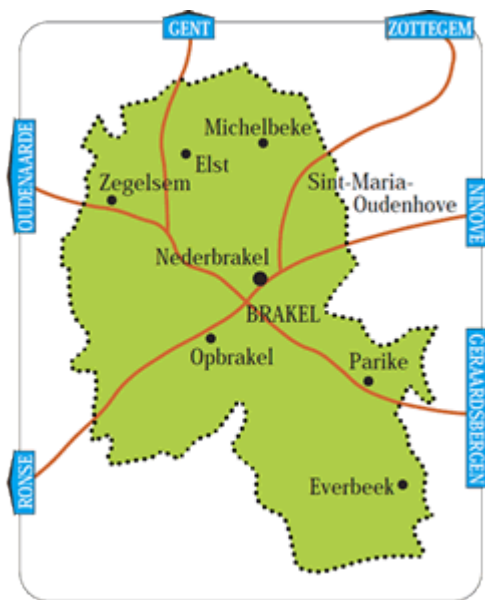 GENT
ZOTTEGEM
Michelbeke
Elst
OUDENAARDE
Zegelsem
Sint-Maria-
Oudenhove
NINOVE
Nederbrakel
BRAKEL
Opbrakel
Parike
GERAARDSBERGEN
RONSE
Everbeek